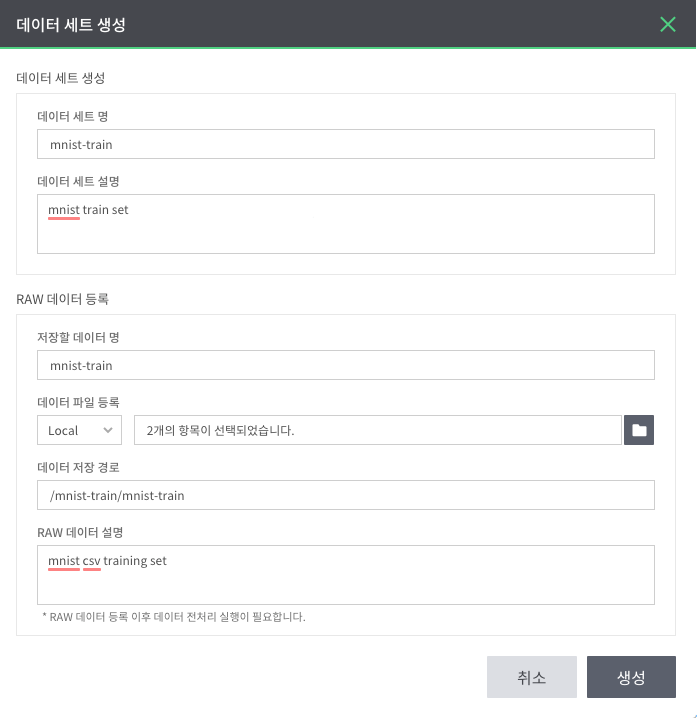 데이터 세트 생성
데이터 세트 생성
데이터 세트 명
mnist-train
데이터 세트 설명
mnist train set
RAW 데이터 등록
저장할 데이터 명
mnist-train
데이터 파일 등록
Local 2개의 항목이 선택되었습니다.
데이터 저장 경로
/mnist-train/mnist-train
RAW 데이터 설명
mnist csv training set
* RAW 데이터 등록 이후 데이터 전처리 실행이 필요합니다.
취소 생성